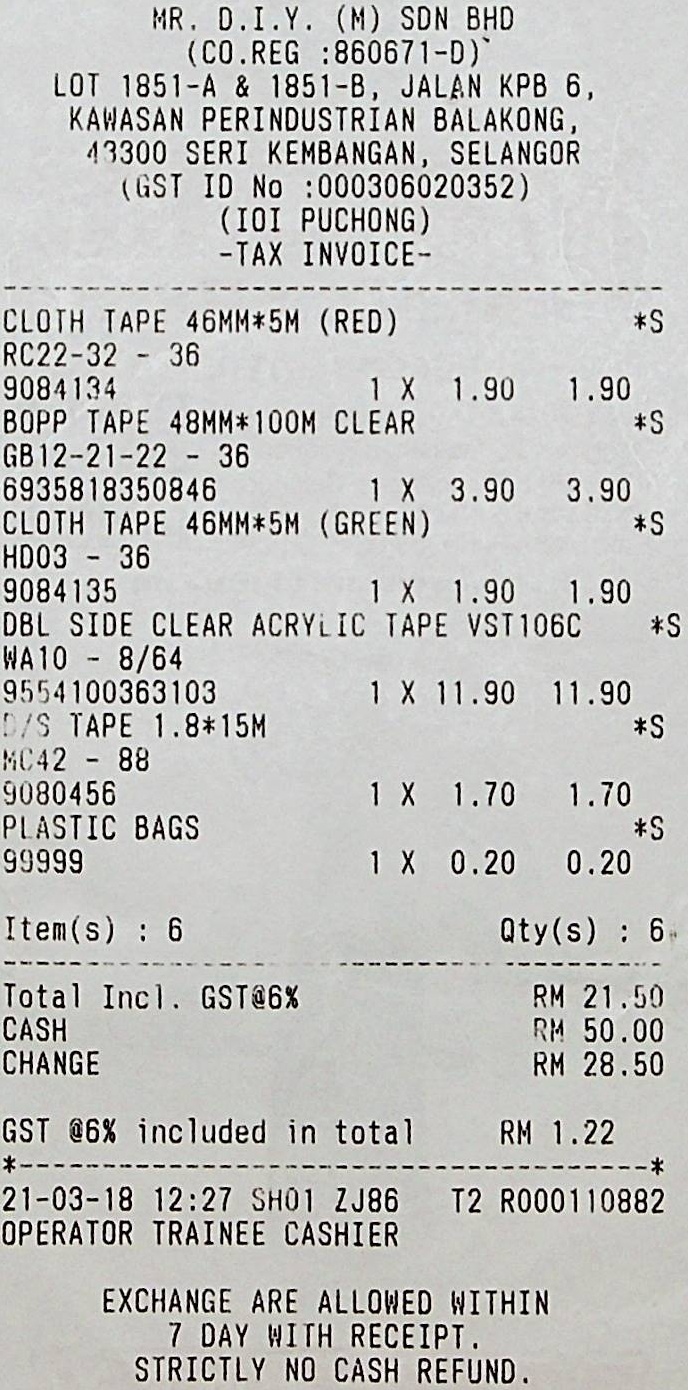 MR. D.I.Y. (M) SDN BHD
(CO.REG :860671-D)
LOT 1851-A & 1851-B, JALAN KPB 6,
KAWASAN PERINDUSTRIAN BALAKONG,
43300 SERI KEMBANGAN, SELANGOR
(GST ID No :000306020352)
(IOI PUCHONG)
-TAX INVOICE-
CLOTH TAPE 46MM*5M (RED) *S
RC22-32 - 36
9084134 1 X 1.90 1.90
BOPP TAPE 48MM*100M CLEAR *S
GB12-21-22 - 36
6935818350846 1 X 3.90 3.90
CLOTH TAPE 46MM*5M (GREEN) *S
HD03 - 36
9084135 1 X 1.90 1.90
DBL SIDE CLEAR ACRYLIC TAPE VST106C *S
WA10 - 8/64
9554100363103 1 X 11.90 11.90
D/S TAPE 1.8*15M *S
MC42 - 88
9080456 1 X 1.70 1.70
PLASTIC BAGS *S
99999 1 X 0.20 0.20
Item(s) : 6 Qty(s) : 6
Total Incl. GST@6% RM 21.50
CASH RM 50.00
CHANGE RM 28.50
GST @6% included in total RM 1.22
*--------------------------------------*
21-03-18 12:27 SH01 ZJ86 T2 R000110882
OPERATOR TRAINEE CASHIER
EXCHANGE ARE ALLOWED WITHIN
7 DAY WITH RECEIPT.
STRICTLY NO CASH REFUND.